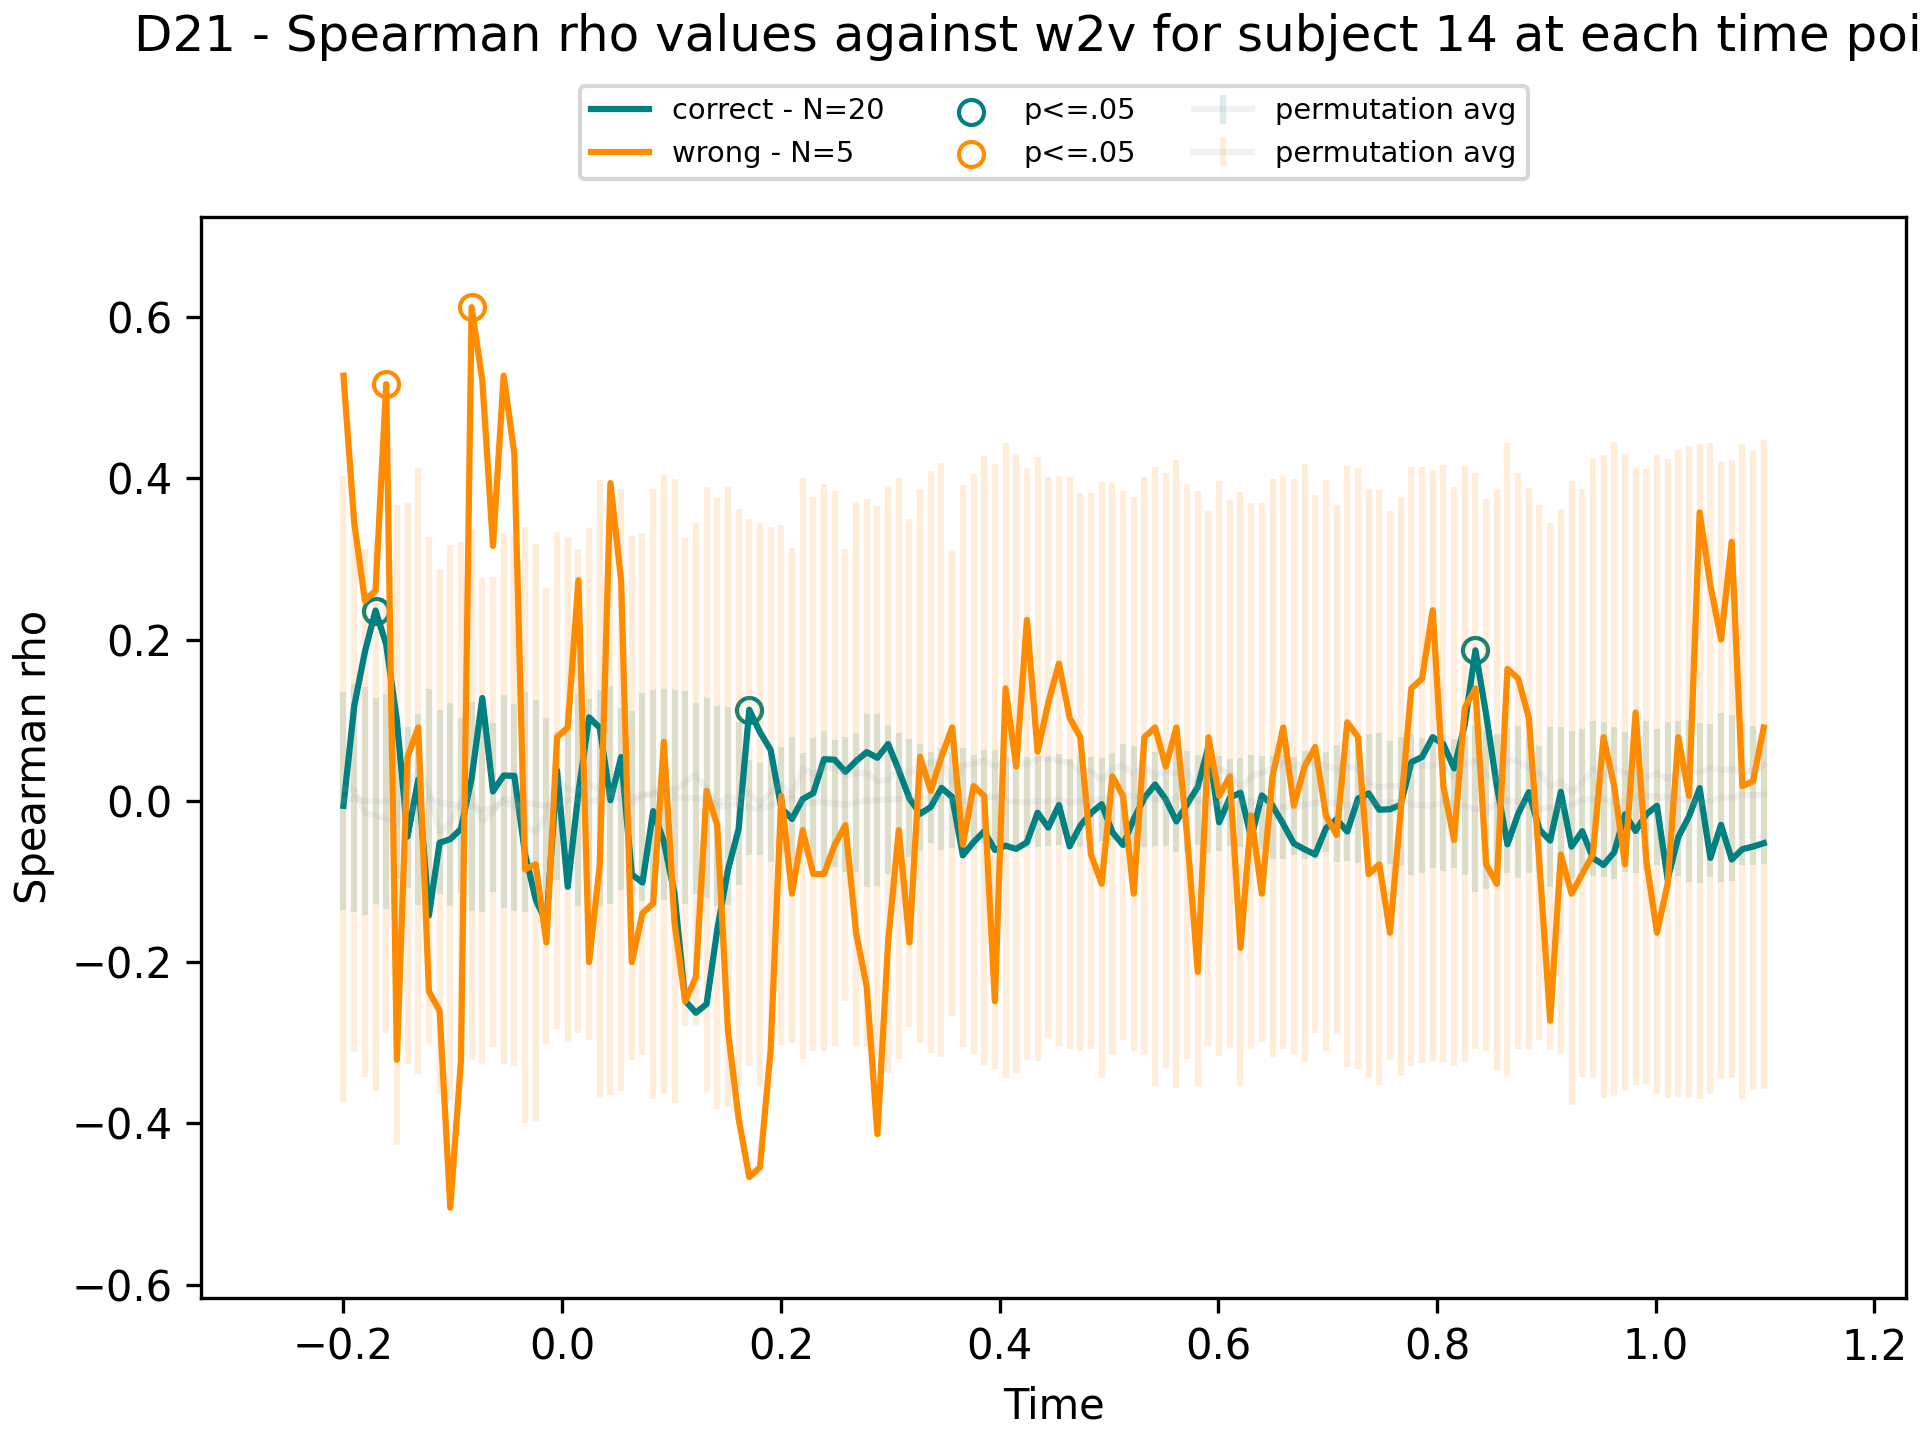 D21 - Spearman rho values against w2v for subject 14 at each time poi
correct - N=20 p<=.05 permutation avg
wrong - N=5 p<=.05 permutation avg
0.6
0.4
0.2
0.0
−0.2
−0.4
−0.6
Spearman rho
−0.2 0.0 0.2 0.4 0.6 0.8 1.0 1.2
Time